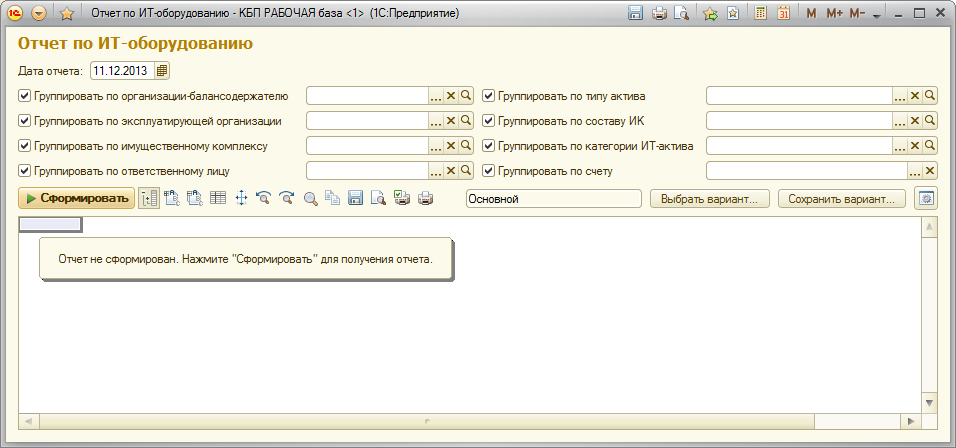 Отчет по ИТ-оборудованию - КБП РАБОЧАЯ база <1> (1С:Предприятие)
31 M M+ M-
Отчет по ИТ-оборудованию
Дата отчета: 11.12.2013
Группировать по организации-балансодержателю ... Группировать по типу актива ...
Группировать по эксплуатирующей организации ... Группировать по составу ИК ...
Группировать по имущественному комплексу ... Группировать по категории ИТ-актива ...
Группировать по ответственному лицу ... Группировать по счету ...
Сформировать Основной Выбрать вариант... Сохранить вариант...
Отчет не сформирован. Нажмите "Сформировать" для получения отчета.